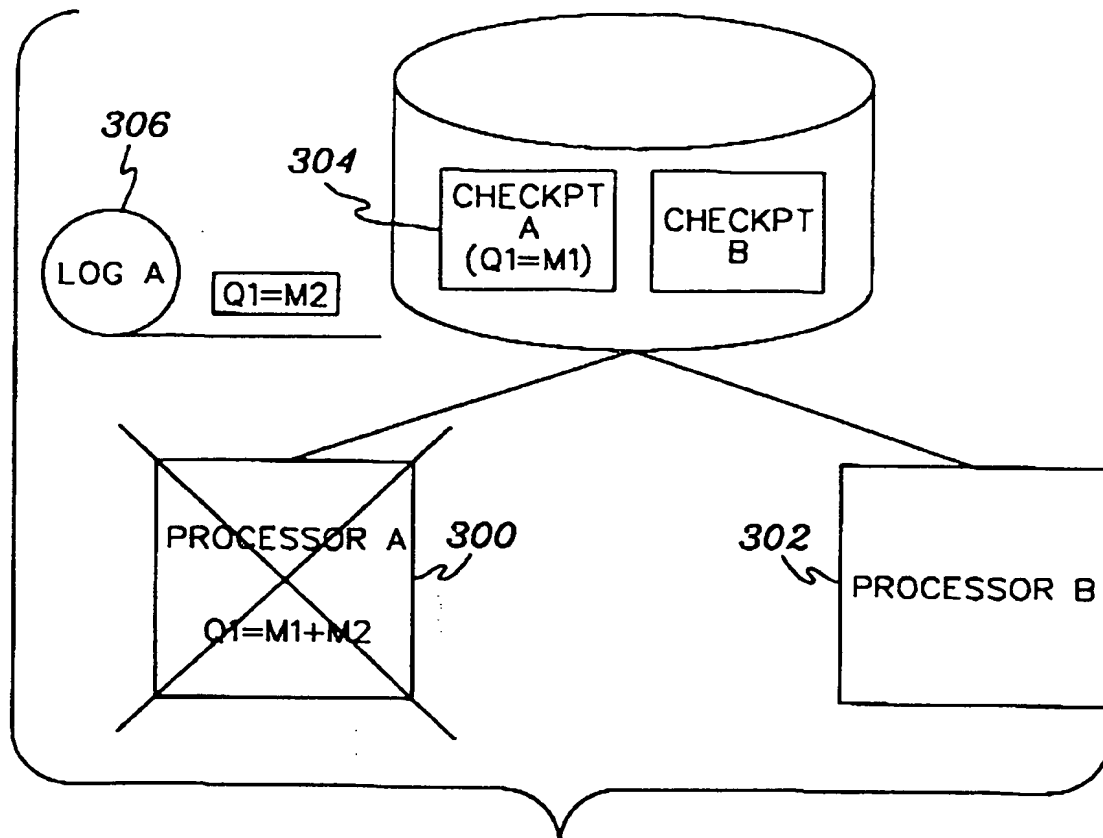 306
304
CHECKPT
A
(Q1=M1)
CHECKPT
B
LOG A
Q1=M2
PROCESSOR A
300
Q1=M1+M2
302
PROCESSOR B